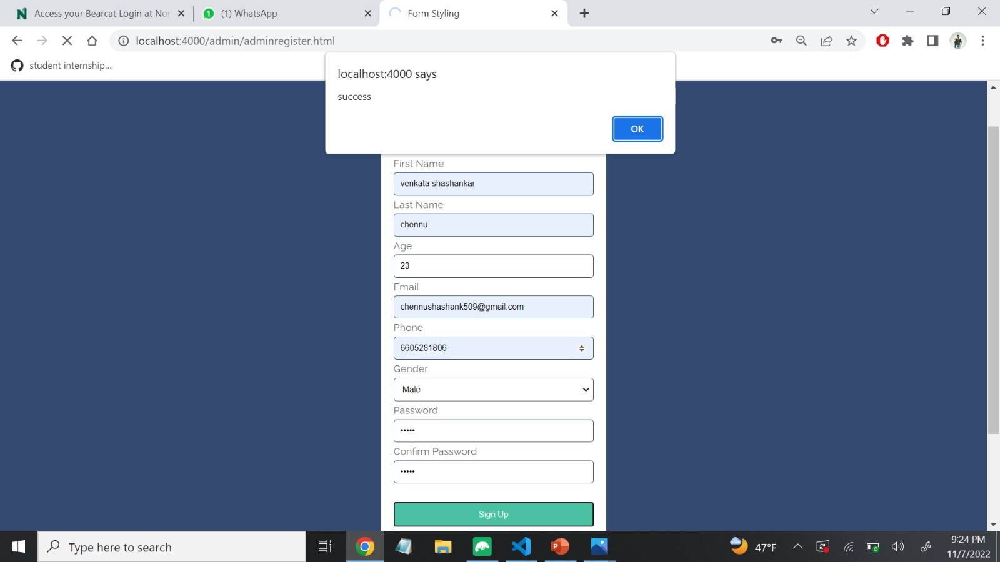 Access your Bearcat Login at Nor
(1) WhatsApp
Form Styling
localhost:4000/admin/adminregister.html
student internship...
localhost:4000 says
success
OK
First Name
venkata shashankar
Last Name
chennu
Age
23
Email
chennushashank509@gmail.com
Phone
6605281806
Gender
Male
Password
•••••
Confirm Password
•••••
Sign Up
Type here to search
47°F
9:24 PM
11/7/2022